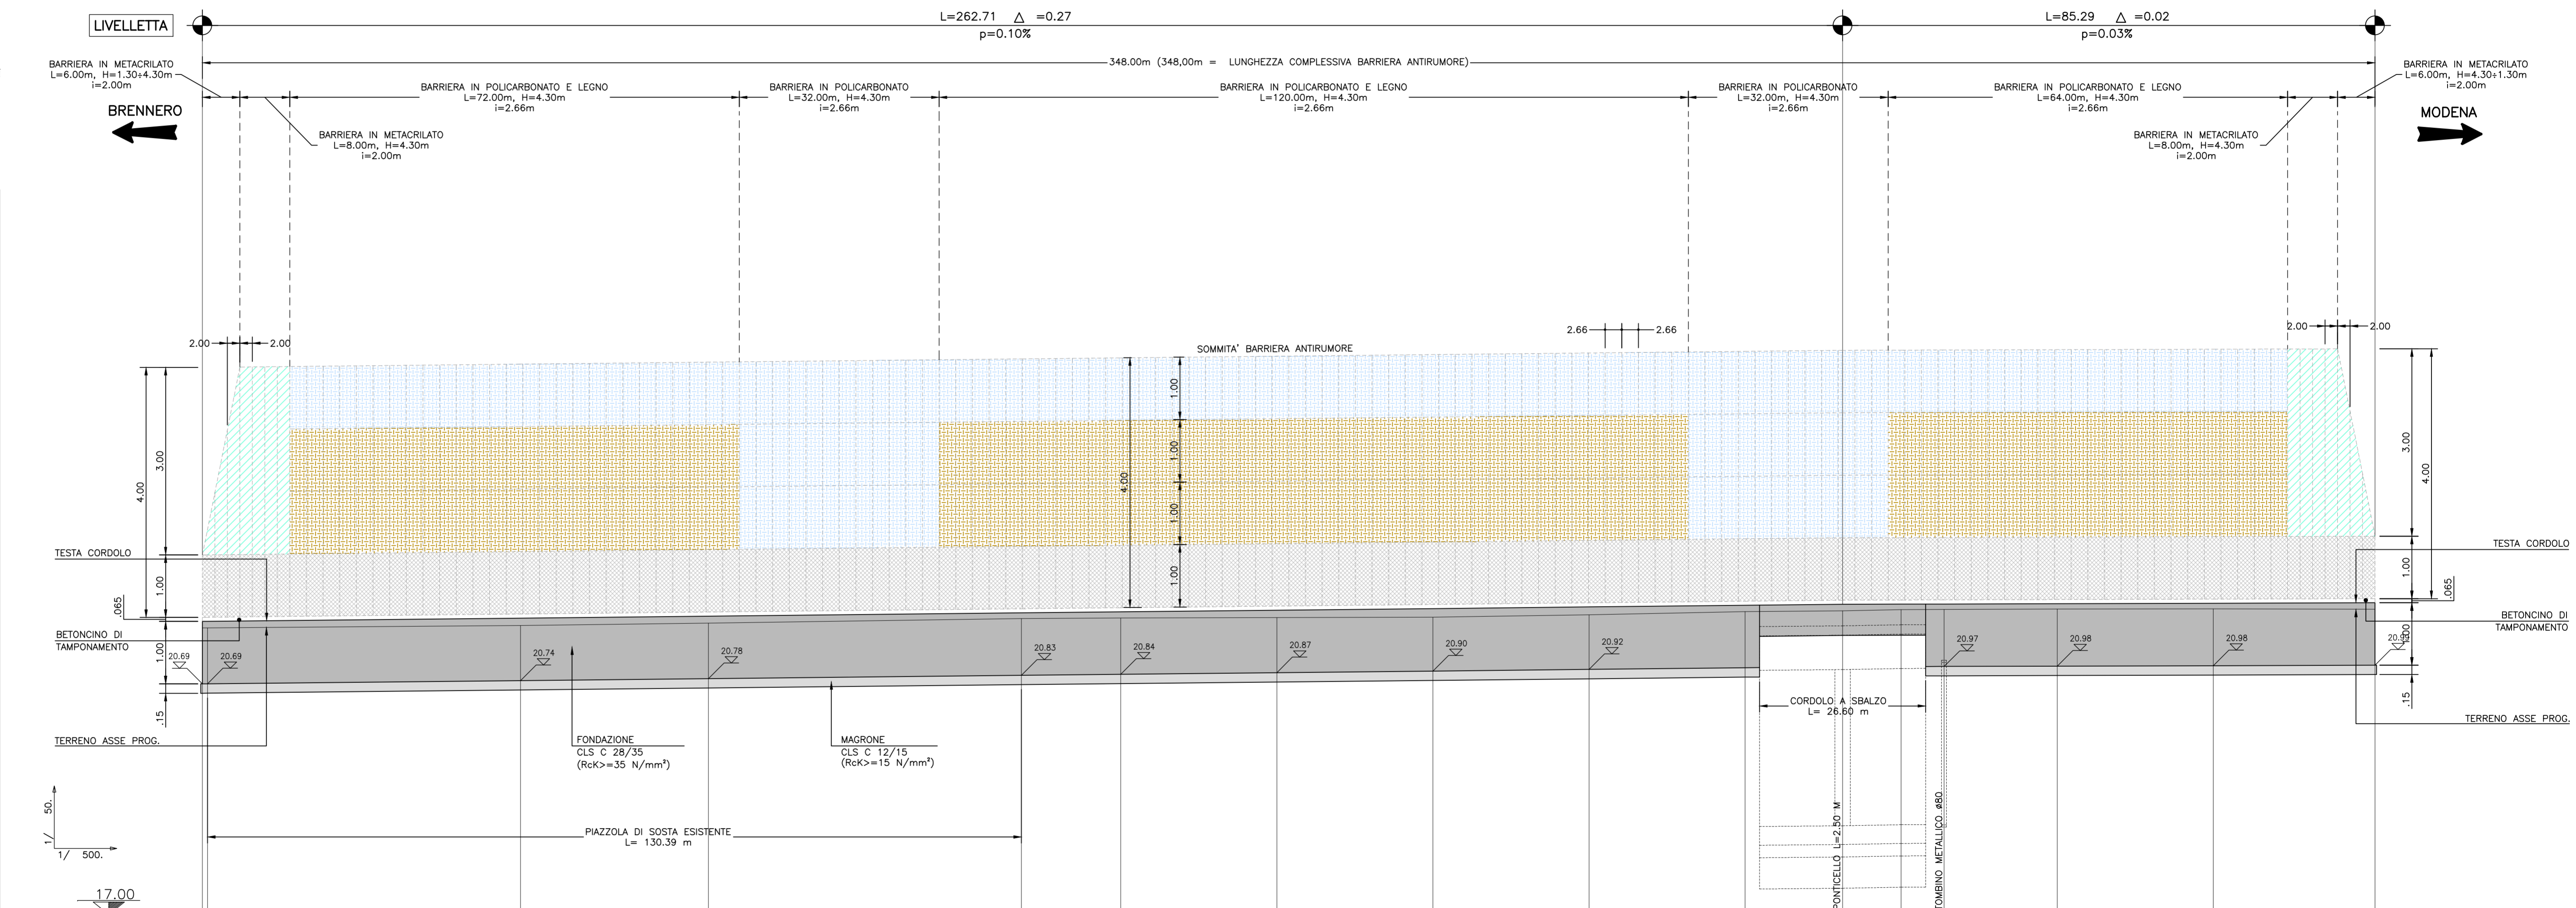 LIVELLETTA
L=262.71 △ =0.27
p=0.10%
L=85.29 △ =0.02
p=0.03%
348.00m (348,00m = LUNGHEZZA COMPLESSIVA BARRIERA ANTIRUMORE)
BARRIERA IN METACRILATO
L=6.00m, H=1.30÷4.30m
i=2.00m
BARRIERA IN POLICARBONATO E LEGNO
L=72.00m, H=4.30m
i=2.66m
BARRIERA IN POLICARBONATO
L=32.00m, H=4.30m
i=2.66m
BARRIERA IN POLICARBONATO E LEGNO
L=120.00m, H=4.30m
i=2.66m
BARRIERA IN POLICARBONATO
L=32.00m, H=4.30m
i=2.66m
BARRIERA IN POLICARBONATO E LEGNO
L=64.00m, H=4.30m
i=2.66m
BARRIERA IN METACRILATO
L=6.00m, H=4.30÷1.30m
i=2.00m
BRENNERO
MODENA
BARRIERA IN METACRILATO
L=8.00m, H=4.30m
i=2.00m
BARRIERA IN METACRILATO
L=8.00m, H=4.30m
i=2.00m
2.00
2.00
SOMMITA' BARRIERA ANTIRUMORE
2.66
2.66
2.00
2.00
4.00
3.00
1.00
.065
1.00
.15
4.00
1.00
1.00
1.00
1.00
3.00
4.00
1.00
.065
1.00
.15
TESTA CORDOLO
BETONCINO DI
TAMPONAMENTO
TERRENO ASSE PROG.
TESTA CORDOLO
BETONCINO DI
TAMPONAMENTO
TERRENO ASSE PROG.
20.69
20.69
20.74
20.78
20.83
20.84
20.87
20.90
20.92
20.97
20.98
20.98
CORDOLO A SBALZO
L= 26.60 m
FONDAZIONE
CLS C 28/35
(RcK>=35 N/mm²)
MAGRONE
CLS C 12/15
(RcK>=15 N/mm²)
PIAZZOLA DI SOSTA ESISTENTE
L= 130.39 m
PONTICELLO L=2.50 M
TOMBINO METALLICO ø80
1/ 50.
1/ 500.
17.00